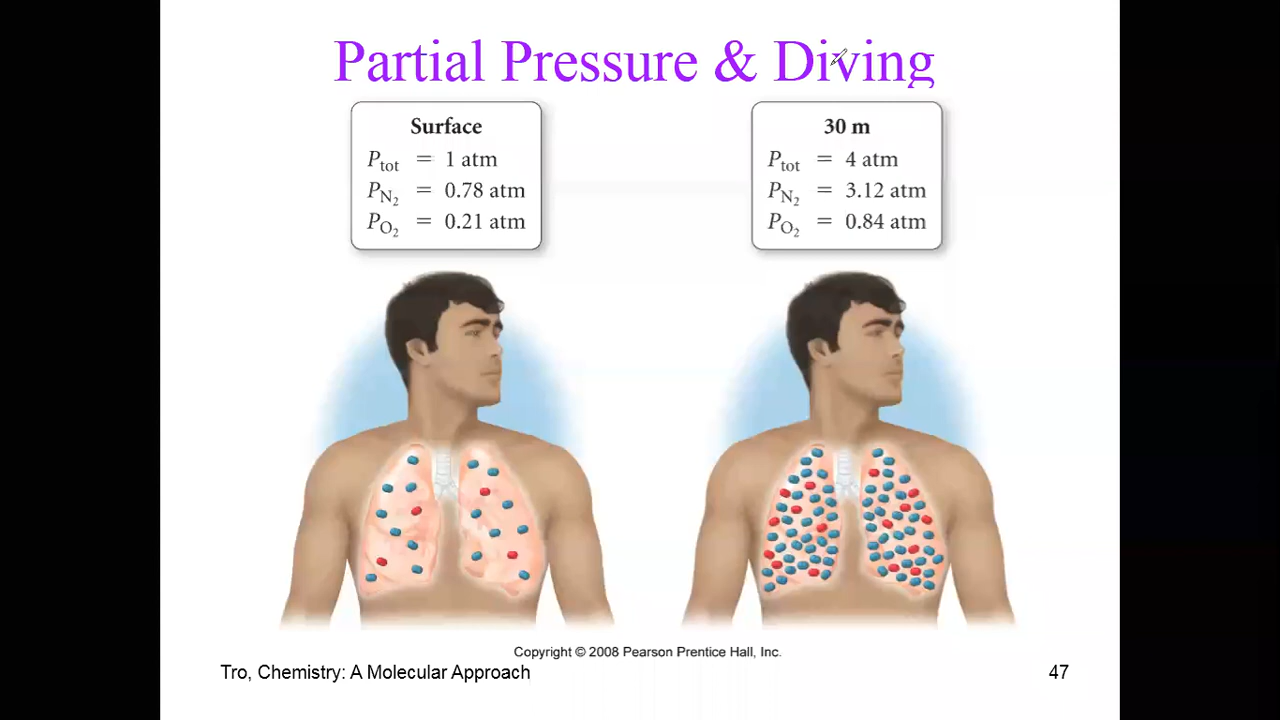 Partial Pressure & Diving
Surface
Ptot = 1 atm
PN2 = 0.78 atm
PO2 = 0.21 atm
30 m
Ptot = 4 atm
PN2 = 3.12 atm
PO2 = 0.84 atm
Copyright © 2008 Pearson Prentice Hall, Inc.
Tro, Chemistry: A Molecular Approach
47